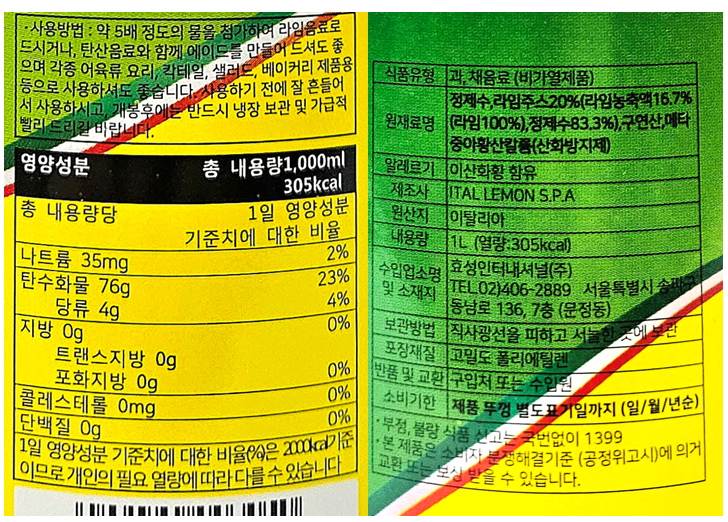 · 사용방법 : 약 5배 정도의 물을 첨가하여 라임음료로
드시거나, 탄산음료와 함께 에이드를 만들어 드셔도 좋
으며 각종 어육류 요리, 칵테일, 샐러드, 베이커리 제품용
등으로 사용하셔도 좋습니다. 사용하기 전에 잘 흔들어
서 사용하시고, 개봉후에는 반드시 냉장 보관 및 가급적
빨리 드리길 바랍니다.
영양성분 총 내용량1,000ml
305kcal
총 내용량당 1일 영양성분
기준치에 대한 비율
나트륨 35mg 2%
탄수화물 76g 23%
당류 4g 4%
지방 0g 0%
트랜스지방 0g
포화지방 0g 0%
콜레스테롤 0mg 0%
단백질 0g 0%
1일 영양성분 기준치에 대한 비율(%)은 2000kcal기준
이므로 개인의 필요 열량에 따라 다를 수 있습니다
식품유형 과,채음료 (비가열제품)
원재료명 정제수,라임주스20%(라임농축액16.7%
(라임100%),정제수83.3%),구연산,메타
중아황산칼륨(산화방지제)
알레르기 이산화황 함유
제조사 ITAL LEMON S.P.A
원산지 이탈리아
내용량 1L (열량:305kcal)
수입업소명 및 소재지 효성인터내셔널(주)
TEL.02)406-2889 서울특별시 송파구
동남로 136, 7층 (문정동)
보관방법 직사광선을 피하고 서늘한 곳에 보관
포장재질 고밀도 폴리에틸렌
반품 및 교환 구입처 또는 수입원
소비기한 제품 뚜껑 별도표기일까지 (일/월/년순)
· 부정, 불량 식품 신고는 국번없이 1399
· 본 제품은 소비자 분쟁해결기준 (공정위고시)에 의거
교환 또는 보상 받을 수 있습니다.